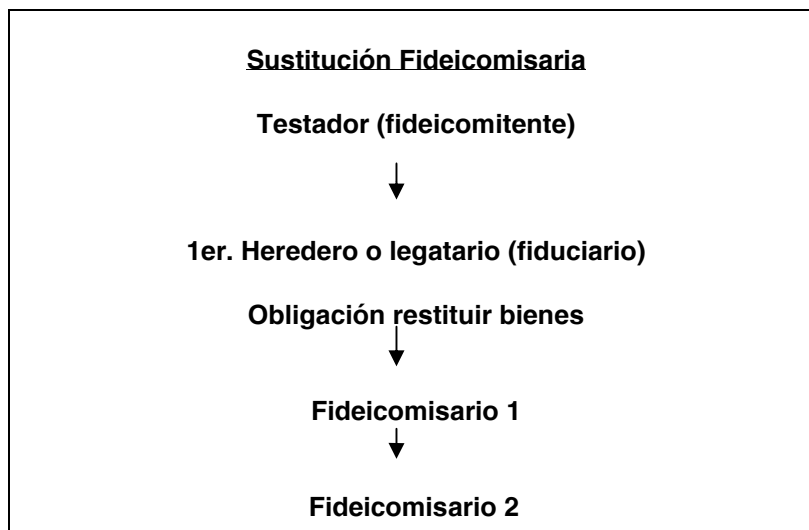 Sustitución Fideicomisaria
Testador (fideicomitente)
1er. Heredero o legatario (fiduciario)
Obligación restituir bienes
Fideicomisario 1
Fideicomisario 2